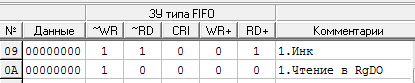 ЗУ типа FIFO
№ Данные ~WR ~RD CRI WR+ RD+ Комментарии
09 00000000 1 1 0 0 1 1.Инк
0A 00000000 1 0 0 0 0 1.Чтение в RgDO